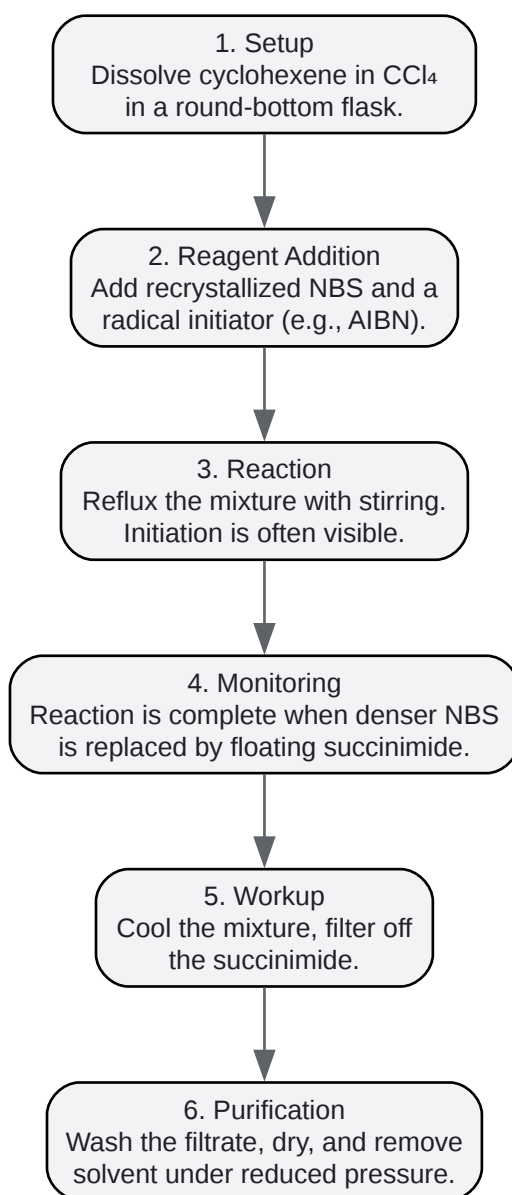 1. Setup
Dissolve cyclohexene in CCl₄
in a round-bottom flask.
2. Reagent Addition
Add recrystallized NBS and a
radical initiator (e.g., AIBN).
3. Reaction
Reflux the mixture with stirring.
Initiation is often visible.
4. Monitoring
Reaction is complete when denser NBS
is replaced by floating succinimide.
5. Workup
Cool the mixture, filter off
the succinimide.
6. Purification
Wash the filtrate, dry, and remove
solvent under reduced pressure.